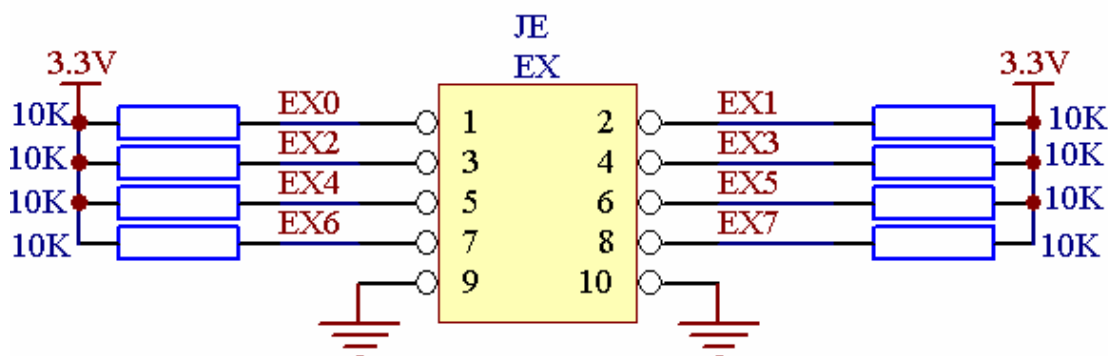 JE
EX
3.3V 3.3V
10K EX0 1 2 EX1 10K
10K EX2 3 4 EX3 10K
10K EX4 5 6 EX5 10K
10K EX6 7 8 EX7 10K
9 10